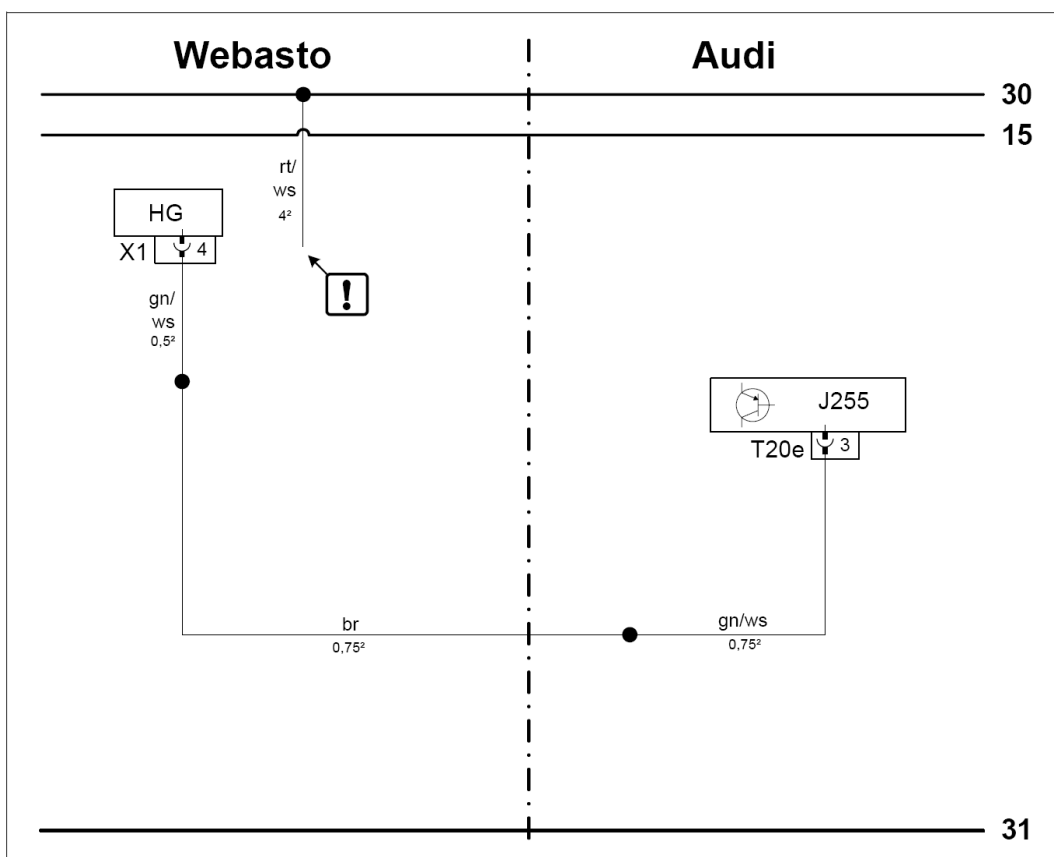 Webasto
Audi
30
15
rt/
ws
4²
HG
X1
4
!
gn/
ws
0,5²
J255
T20e
3
br
0,75²
gn/ws
0,75²
31